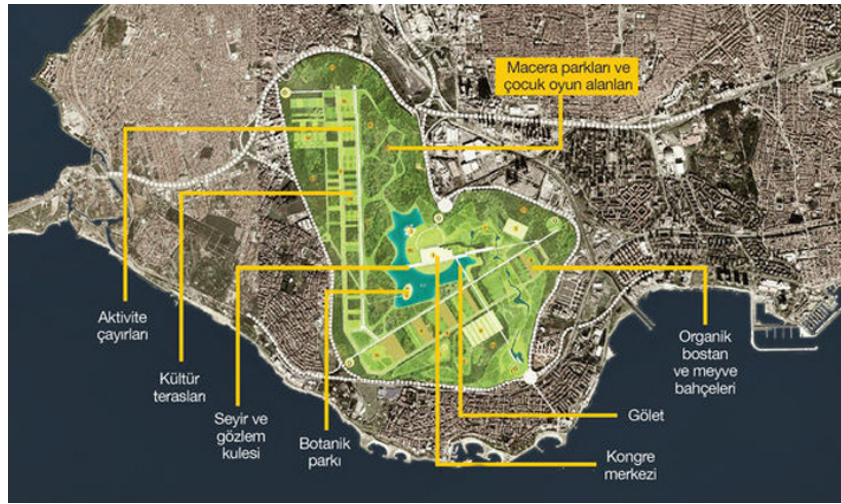 Macera parkları ve
çocuk oyun alanları
Aktivite
çayırları
Kültür
terasları
Seyir ve
gözlem
kulesi
Botanik
parkı
Organik
bostan
ve meyve
bahçeleri
Gölet
Kongre
merkezi